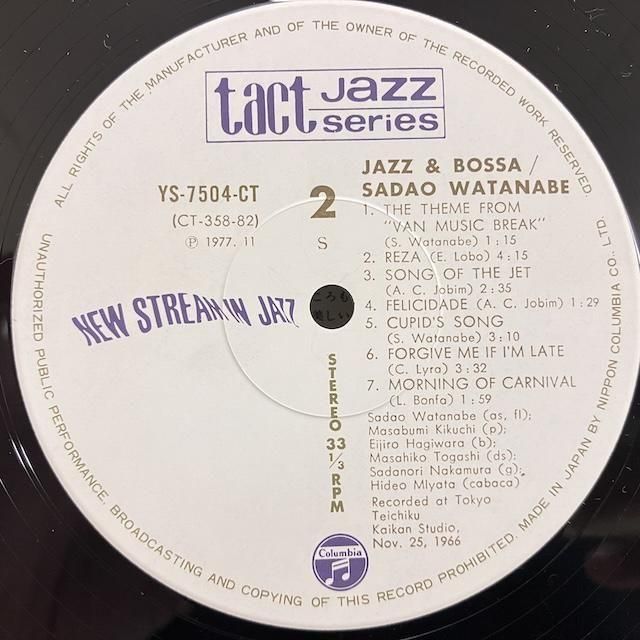 ALL RIGHTS OF THE MANUFACTURER AND OF THE OWNER OF THE RECORDED WORK RESERVED.
UNAUTHORIZED PUBLIC PERFORMANCE, BROADCASTING AND COPYING OF THIS RECORD PROHIBITED. MADE IN JAPAN BY NIPPON COLUMBIA CO., LTD.
tact jazz
series
JAZZ & BOSSA /
SADAO WATANABE
YS-7504-CT
(CT-358-82)
Ⓟ 1977. 11
2
S
1. THE THEME FROM
"VAN MUSIC BREAK"
(S. Watanabe) 1 : 15
2. REZA (E. Lobo) 4 : 15
3. SONG OF THE JET
(A. C. Jobim) 2 : 35
4. FELICIDADE (A. C. Jobim) 1 : 29
5. CUPID'S SONG
(S. Watanabe) 3 : 10
6. FORGIVE ME IF I'M LATE
(C. Lyra) 3 : 32
7. MORNING OF CARNIVAL
(L. Bonfa) 1 : 59
NEW STREAM IN JAZZ
ころも
美しい
STEREO 33 1/3 RPM
Sadao Watanabe (as, fl);
Masabumi Kikuchi (p);
Eijiro Hagiwara (b);
Masahiko Togashi (ds);
Sadanori Nakamura (g);
Hideo MIyata (cabaca)
Recorded at Tokyo
Teichiku
Kaikan Studio,
Nov. 25, 1966
Columbia